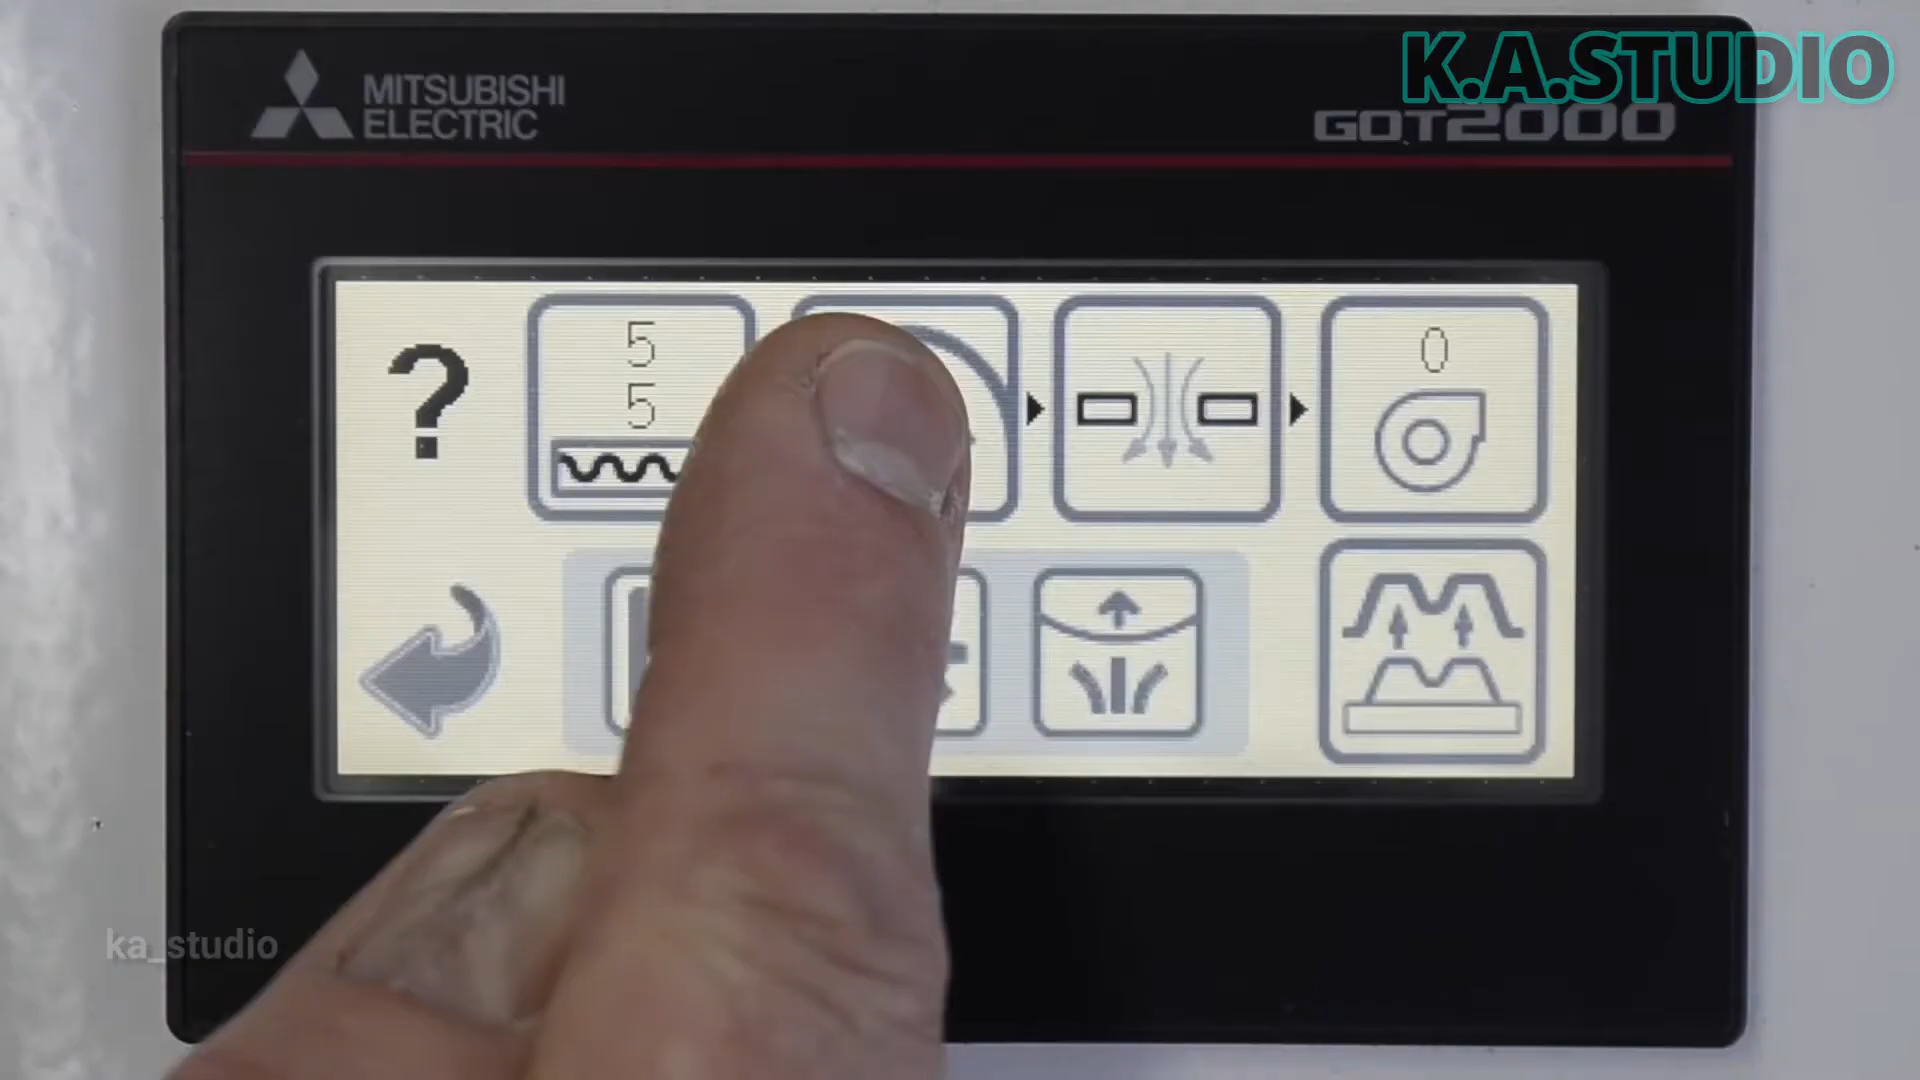 K.A.STUDIO
MITSUBISHI
ELECTRIC
GOT2000
?
5
5
0
ka_studio